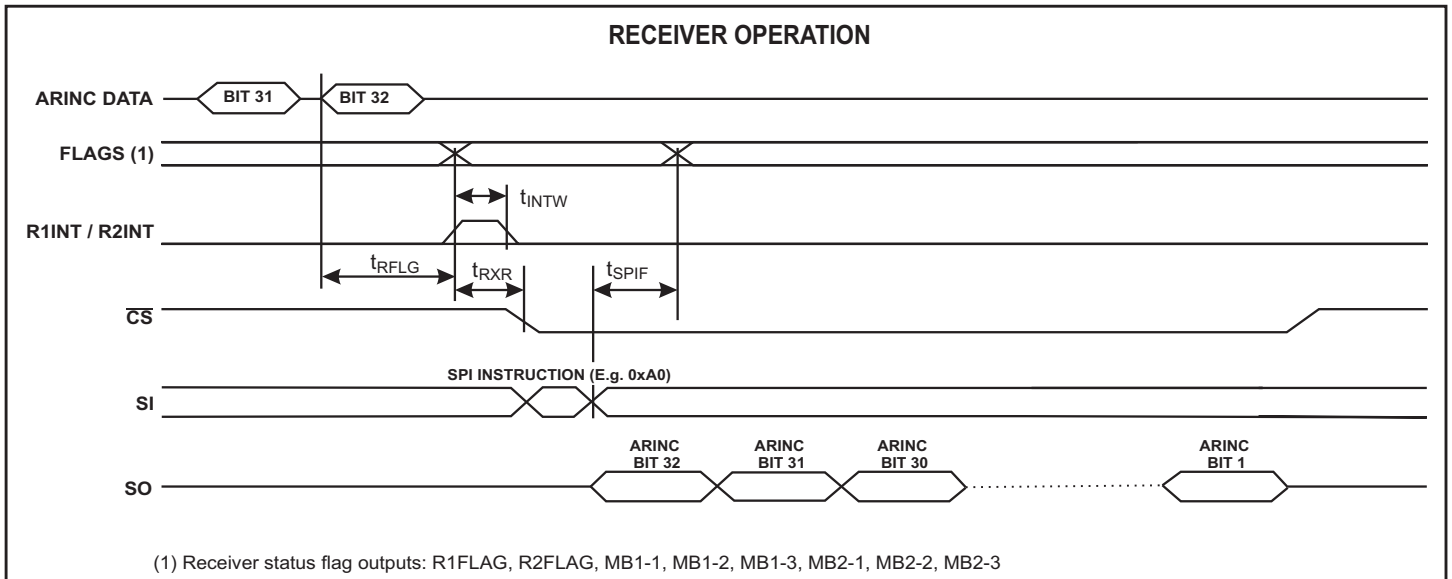 RECEIVER OPERATION
ARINC DATA
BIT 31
BIT 32
FLAGS (1)
tINTW
R1INT / R2INT
tRFLG
tRXR
tSPIF
CS
SPI INSTRUCTION (E.g. 0xA0)
SI
ARINC
BIT 32
ARINC
BIT 31
ARINC
BIT 30
ARINC
BIT 1
SO
(1) Receiver status flag outputs: R1FLAG, R2FLAG, MB1-1, MB1-2, MB1-3, MB2-1, MB2-2, MB2-3